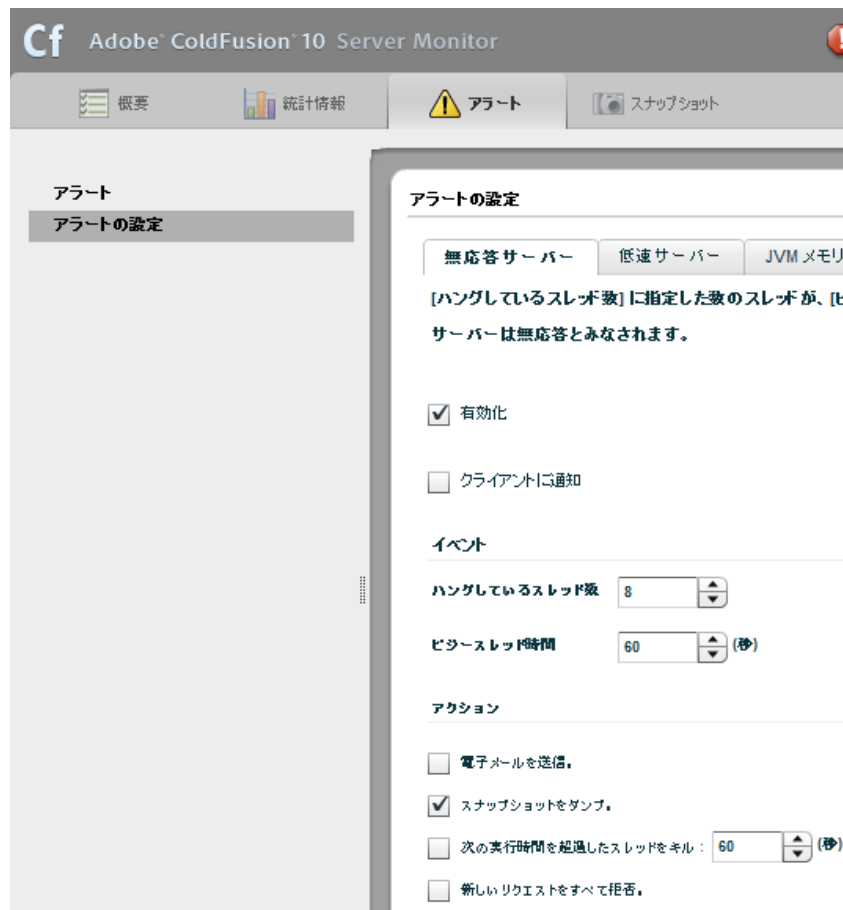 Cf Adobe® ColdFusion® 10 Server Monitor
概要 統計情報 アラート スナップショット
アラート
アラートの設定
アラートの設定
無応答サーバー 低速サーバー JVM メモリ
[ハングしているスレッド数] に指定した数のスレッドが、[ビ
サーバーは無応答とみなされます。
有効化
クライアントに通知
イベント
ハングしているスレッド数 8
ビジースレッド時間 60 (秒)
アクション
電子メールを送信。
スナップショットをダンプ。
次の実行時間を超過したスレッドをキル : 60 (秒)
新しいリクエストをすべて拒否。